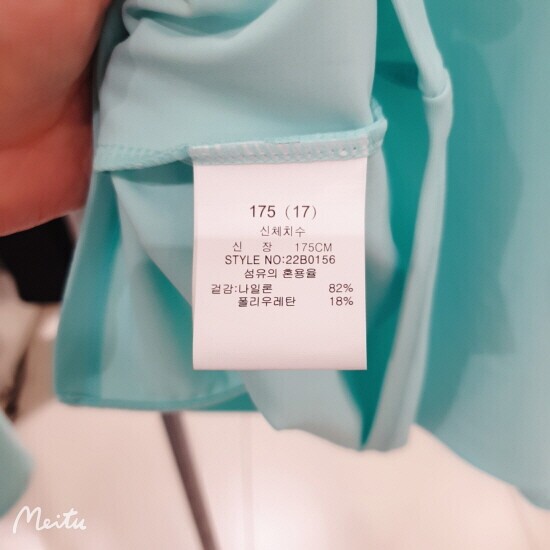 175 (17)
신체치수
신 장 175CM
STYLE NO:22B0156
섬유의 혼용율
겉감:나일론 82%
폴리우레탄 18%
Meitu